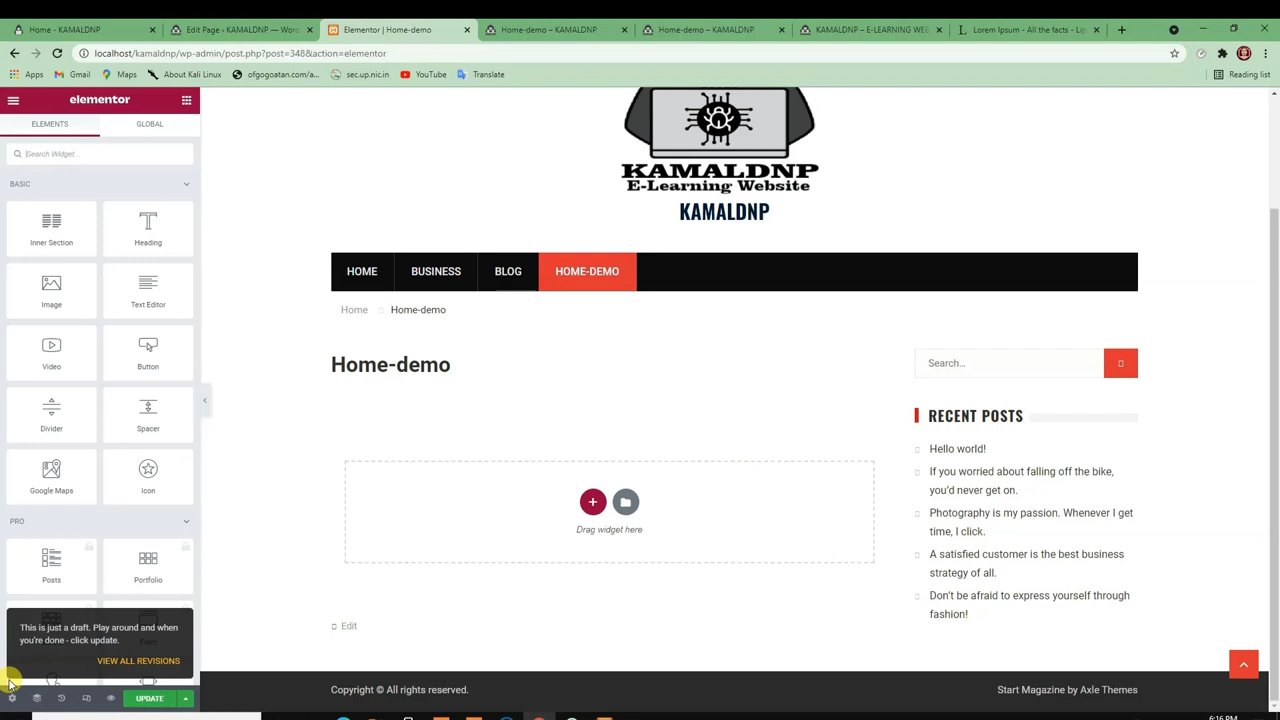 Home - KAMALDNP
Edit Page ‹ KAMALDNP — Word
Elementor | Home-demo
Home-demo – KAMALDNP
Home-demo – KAMALDNP
KAMALDNP – E-LEARNING WEB
Lorem Ipsum - All the facts - Lip
localhost/kamaldnp/wp-admin/post.php?post=348&action=elementor
Apps
Gmail
Maps
About Kali Linux
ofgogoatan.com/a
sec.up.nic.in
YouTube
Translate
Reading list
elementor
ELEMENTS
GLOBAL
Search Widget...
BASIC
Inner Section
Heading
Image
Text Editor
Video
Button
Divider
Spacer
Google Maps
Icon
PRO
Posts
Portfolio
Form
This is just a draft. Play around and when
you're done - click update.
VIEW ALL REVISIONS
UPDATE
KAMALDNP
E-Learning Website
KAMALDNP
HOME
BUSINESS
BLOG
HOME-DEMO
Home
Home-demo
Home-demo
Drag widget here
Edit
Search...
RECENT POSTS
Hello world!
If you worried about falling off the bike,
you'd never get on.
Photography is my passion. Whenever I get
time, I click.
A satisfied customer is the best business
strategy of all.
Don't be afraid to express yourself through
fashion!
Copyright © All rights reserved.
Start Magazine by Axle Themes
6:16 PM